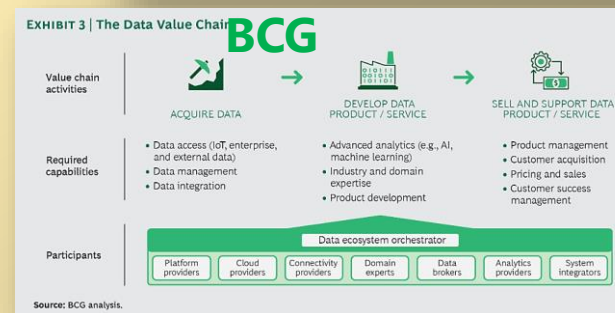 EXHIBIT 3 | The Data Value Chain
BCG
Value chain
activities
ACQUIRE DATA
DEVELOP DATA
PRODUCT / SERVICE
SELL AND SUPPORT DATA
PRODUCT / SERVICE
Required
capabilities
• Data access (IoT, enterprise,
and external data)
• Data management
• Data integration
• Advanced analytics (e.g., AI,
machine learning)
• Industry and domain
expertise
• Product development
• Product management
• Customer acquisition
• Pricing and sales
• Customer success
management
Participants
Data ecosystem orchestrator
Platform
providers
Cloud
providers
Connectivity
providers
Domain
experts
Data
brokers
Analytics
providers
System
integrators
Source: BCG analysis.